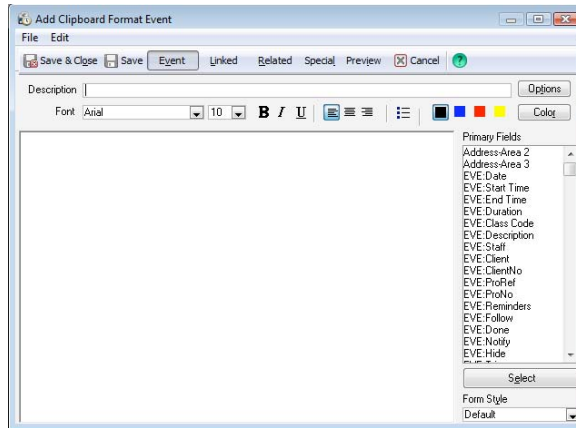 Add Clipboard Format Event
File Edit
Save & Close Save Event Linked Related Special Preview Cancel ?
Description Options
Font Arial 10 B I U Color
Primary Fields
Address-Area 2
Address-Area 3
EVE:Date
EVE:Start Time
EVE:End Time
EVE:Duration
EVE:Class Code
EVE:Description
EVE:Staff
EVE:Client
EVE:ClientNo
EVE:ProRef
EVE:ProNo
EVE:Reminders
EVE:Follow
EVE:Done
EVE:Notify
EVE:Hide
Select
Form Style
Default